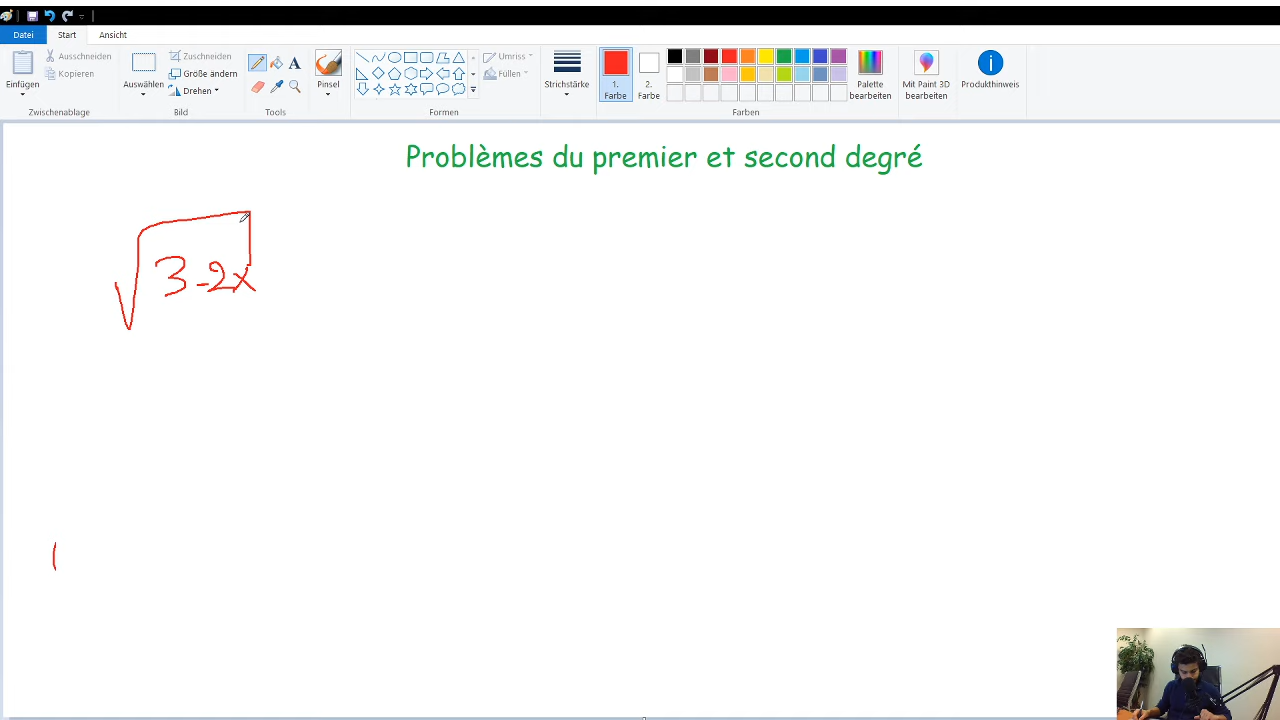 Datei Start Ansicht
Einfügen
Ausschneiden
Zwischenablage
Auswählen
Zuschneiden
Größe ändern
Drehen
Bild
Tools
Pinsel
Umriss
Füllen
Formen
Strichstärke
1. Farbe
2. Farbe
Palette bearbeiten
Farben
Mit Paint 3D bearbeiten
Produkthinweis
Problèmes du premier et second degré
√3-2x